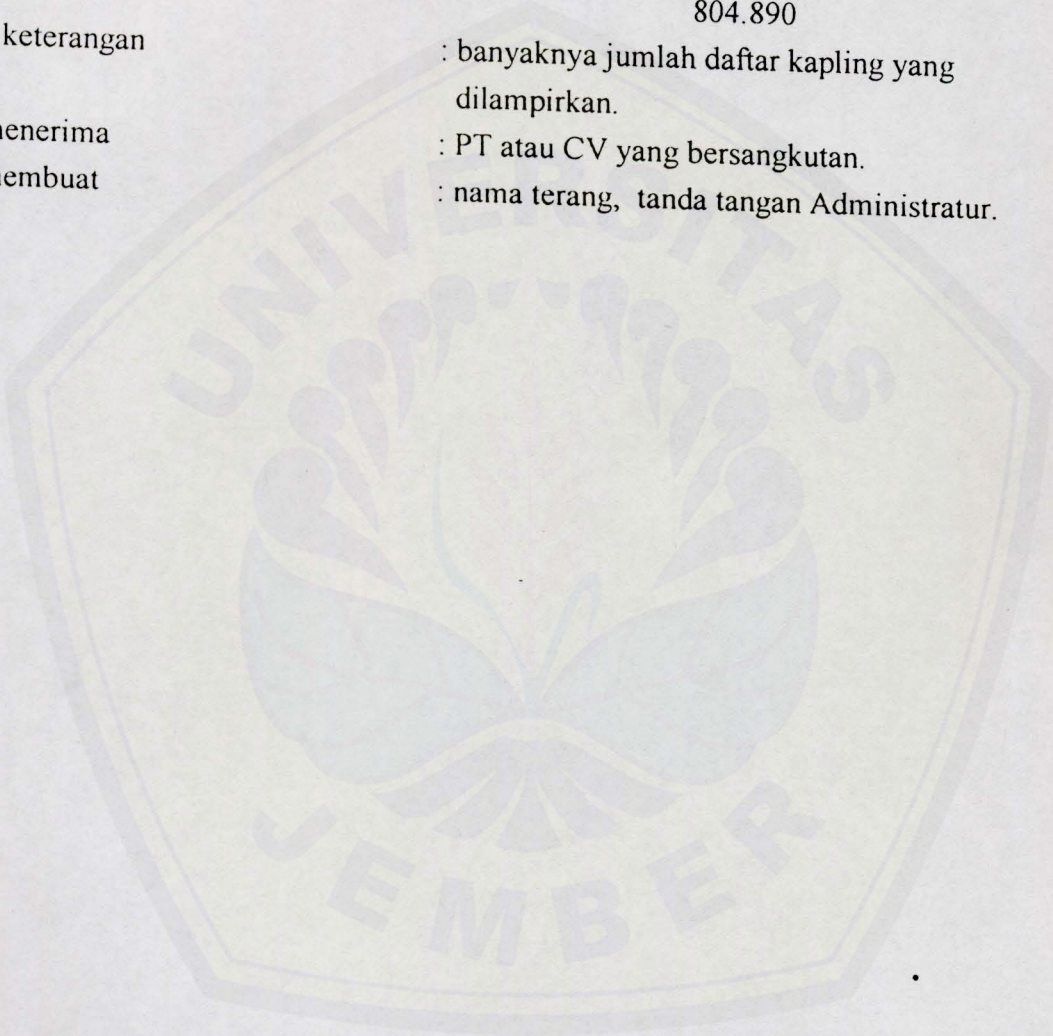 804.890
keterangan : banyaknya jumlah daftar kapling yang
dilampirkan.
enerima : PT atau CV yang bersangkutan.
embuat : nama terang, tanda tangan Administratur.
UNIVERSITAS
JEMBER